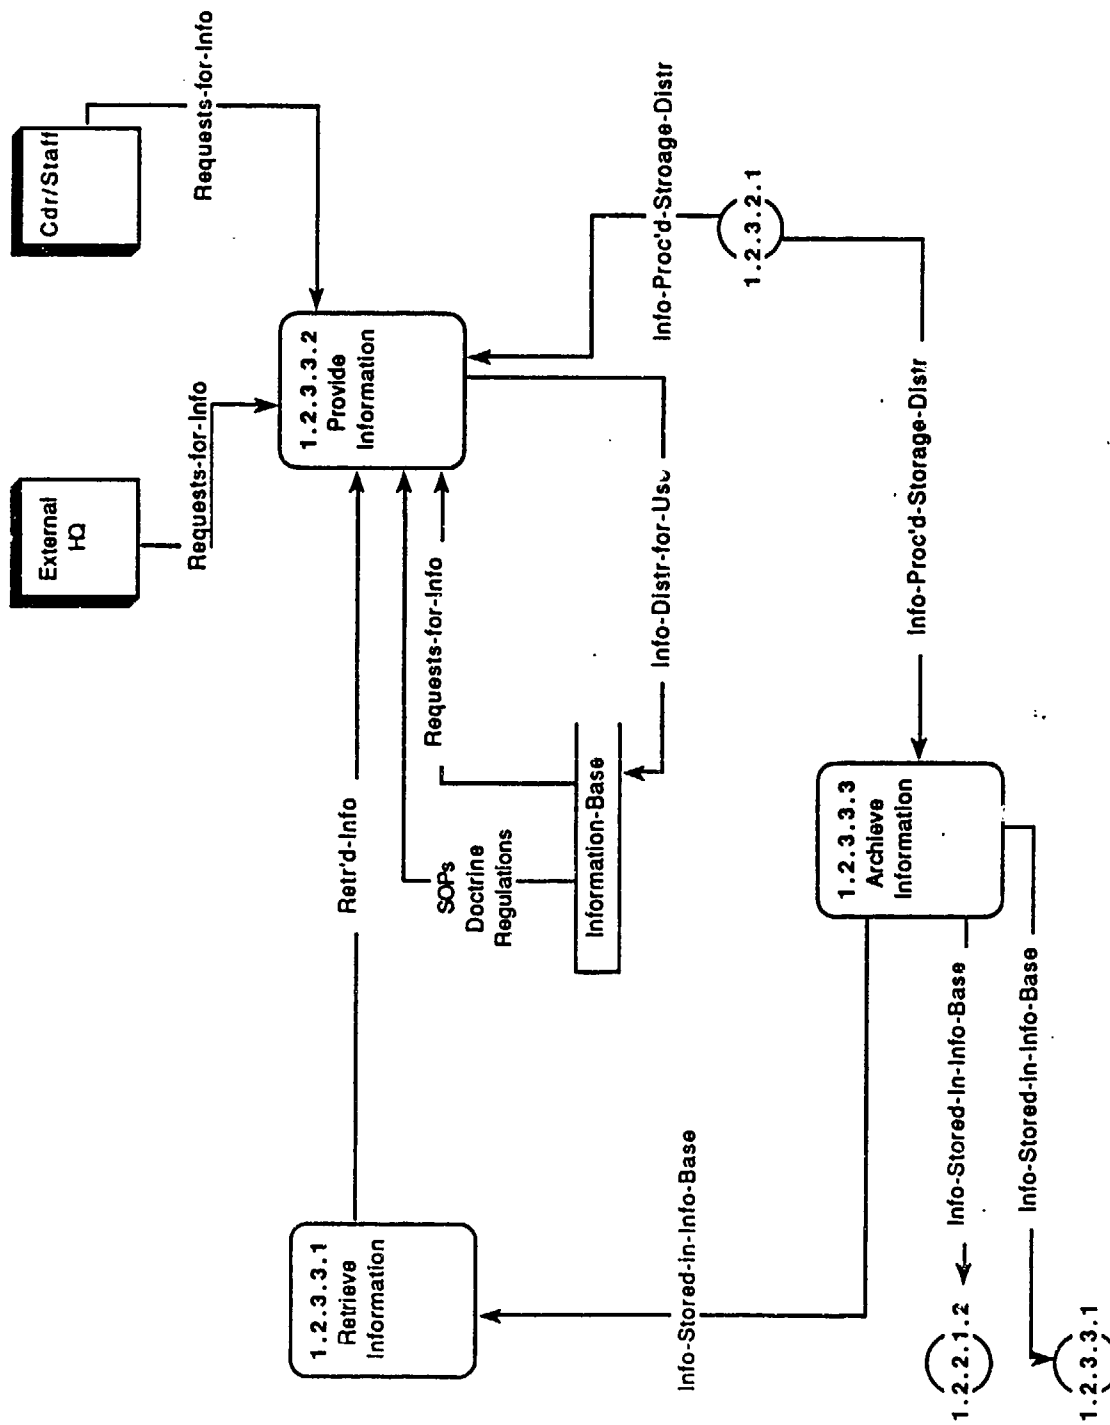 External
HQ
Cdr/Staff
Requests-for-Info
Requests-for-Info
1.2.3.3.1
Retrieve
Information
Retr'd-Info
1.2.3.3.2
Provide
Information
SOPs
Doctrine
Regulations
Requests-for-Info
Information-Base
Info-Stored-in-Info-Base
Info-Distr-for-Use
Info-Proc'd-Stroage-Distr
1.2.3.2.1
1.2.3.3.3
Archieve
Information
Info-Proc'd-Storage-Distr
1.2.2.1.2
Info-Stored-In-Info-Base
1.2.3.3.1
Info-Stored-in-Info-Base